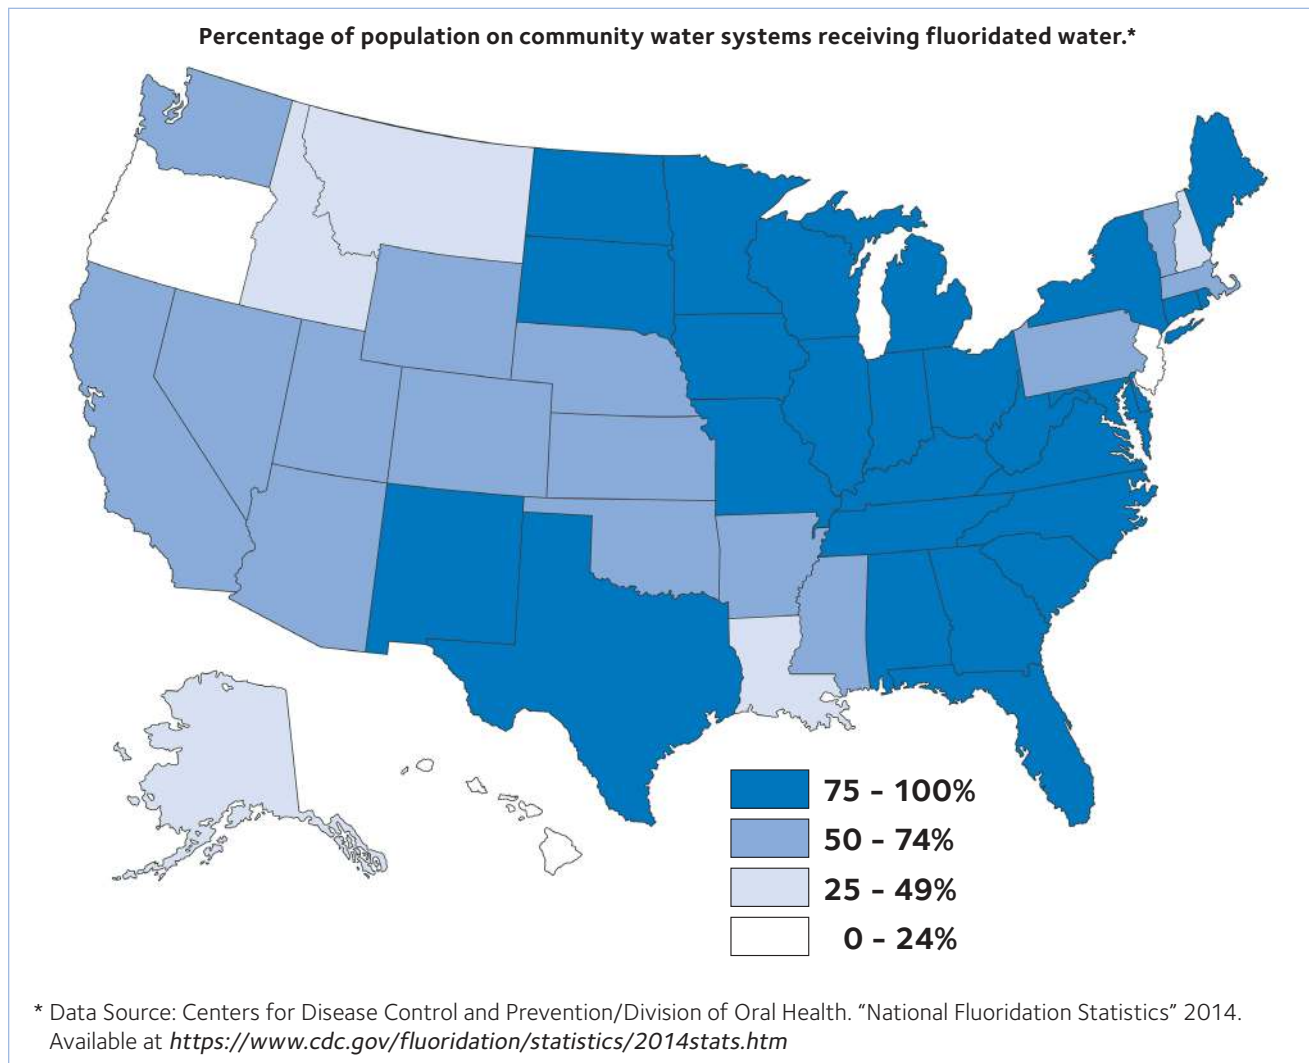 Percentage of population on community water systems receiving fluoridated water.*
75 - 100%
50 - 74%
25 - 49%
0 - 24%
* Data Source: Centers for Disease Control and Prevention/Division of Oral Health. “National Fluoridation Statistics” 2014.
Available at https://www.cdc.gov/fluoridation/statistics/2014stats.htm